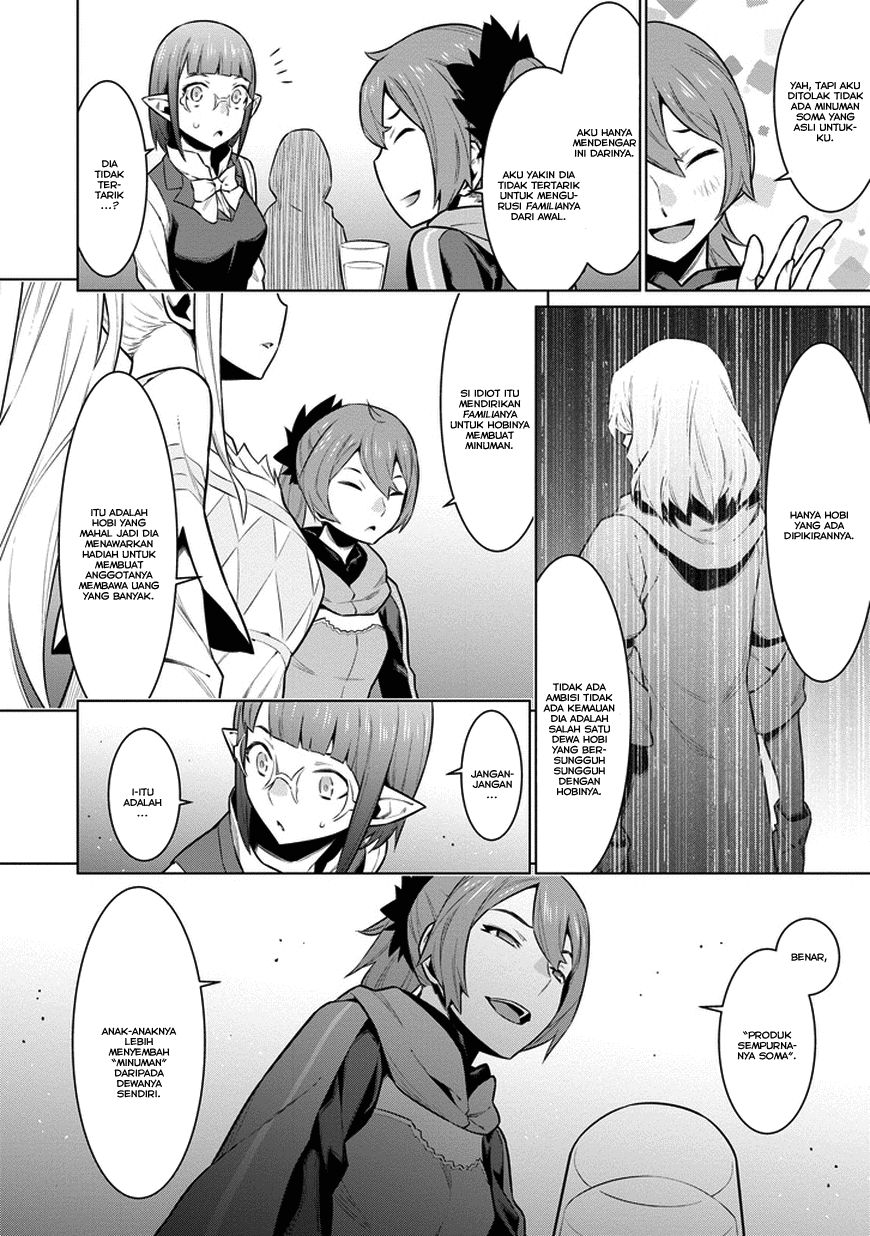 YAH, TAPI AKU
DITOLAK TIDAK
ADA MINUMAN
SOMA YANG
ASLI UNTUK-
KU.
AKU HANYA
MENDENGAR
INI DARINYA.
AKU YAKIN DIA
TIDAK TERTARIK
UNTUK MENGU-
RUSI FAMILIANYA
DARI AWAL.
DIA
TIDAK
TER-
TARIK
...?
HANYA HOBI
YANG ADA
DIPIKIRANNYA.
TIDAK ADA
AMBISI TIDAK
ADA KEMAUAN
DIA ADALAH
SALAH SATU
DEWA HOBI
YANG BER-
SUNGGUH
SUNGGUH
DENGAN
HOBINYA.
SI IDIOT ITU
MENDIRIKAN
FAMILIANYA
UNTUK HOBINYA
MEMBUAT
MINUMAN.
ITU ADALAH
HOBI YANG
MAHAL JADI DIA
MENAWARKAN
HADIAH UNTUK
MEMBUAT
ANGGOTANYA
MEMBAWA UANG
YANG BANYAK.
JANGAN-
JANGAN
...
I-ITU
ADALAH
...
BENAR,
"PRODUK
SEMPURNA-
NYA SOMA".
ANAK-ANAKNYA
LEBIH
MENYEMBAH
"MINUMAN"
DARIPADA
DEWANYA
SENDIRI.